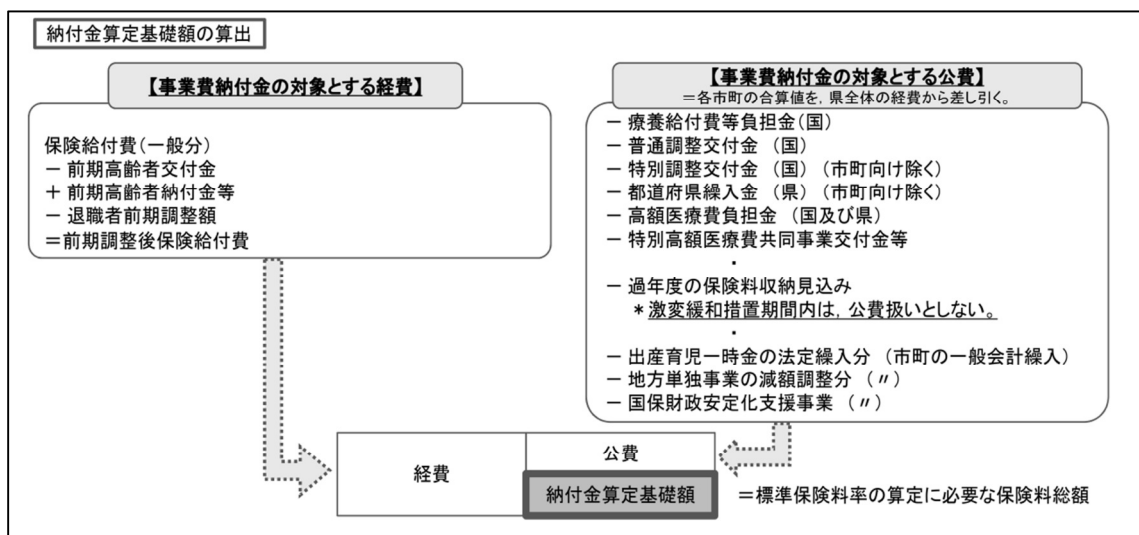 納付金算定基礎額の算出
【事業費納付金の対象とする経費】
保険給付費(一般分)
－ 前期高齢者交付金
＋ 前期高齢者納付金等
－ 退職者前期調整額
＝前期調整後保険給付費
【事業費納付金の対象とする公費】
＝各市町の合算値を，県全体の経費から差し引く。
－ 療養給付費等負担金(国)
－ 普通調整交付金 (国)
－ 特別調整交付金 (国) (市町向け除く)
－ 都道府県繰入金 (県) (市町向け除く)
－ 高額医療費負担金 (国及び県)
－ 特別高額医療費共同事業交付金等
・
－ 過年度の保険料収納見込み
＊激変緩和措置期間内は，公費扱いとしない。
・
－ 出産育児一時金の法定繰入分 (市町の一般会計繰入)
－ 地方単独事業の減額調整分 (〃)
－ 国保財政安定化支援事業 (〃)
経費
公費
納付金算定基礎額
＝標準保険料率の算定に必要な保険料総額